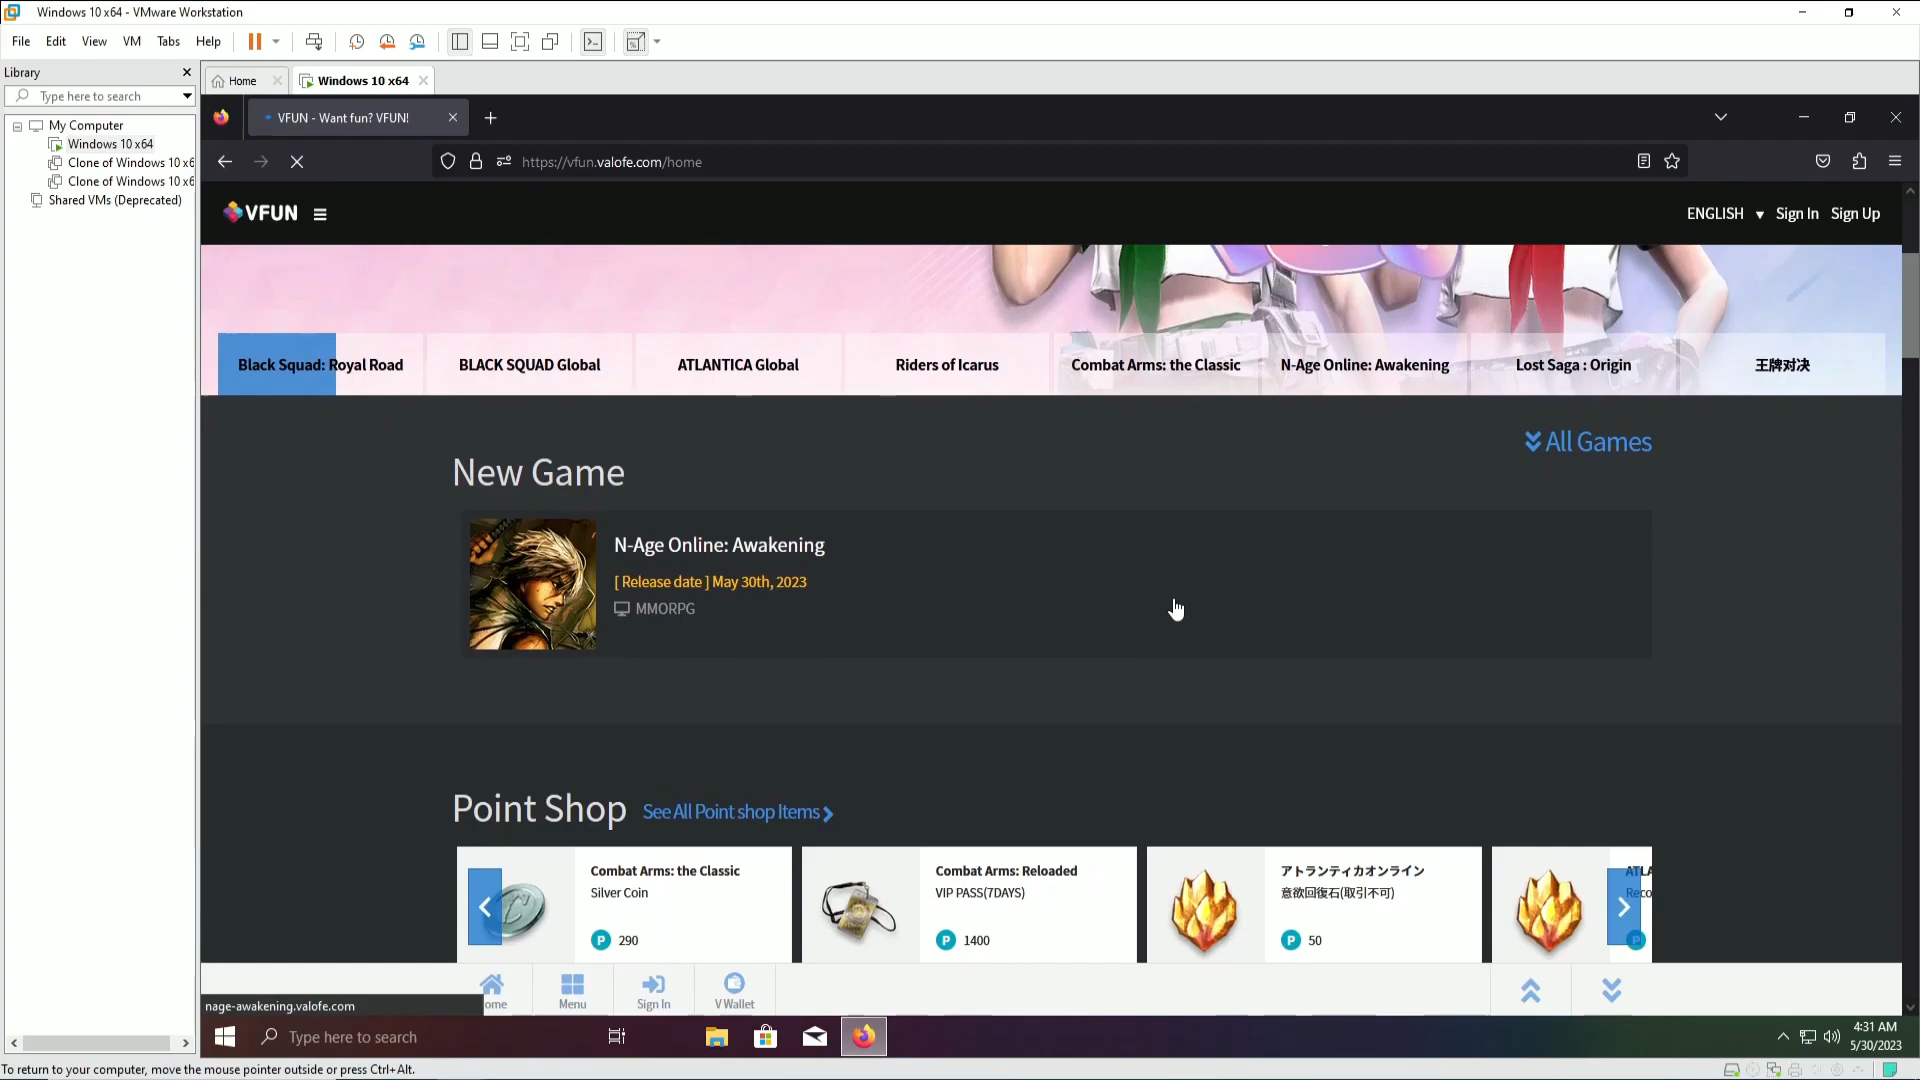 Windows 10 x64 - VMware Workstation
File Edit View VM Tabs Help
Library
Type here to search
My Computer
Windows 10 x64
Clone of Windows 10 x6
Clone of Windows 10 x6
Shared VMs (Deprecated)
Home
Windows 10 x64
VFUN - Want fun? VFUN!
https://vfun.valofe.com/home
VFUN
ENGLISH ▼ Sign In Sign Up
Black Squad: Royal Road
BLACK SQUAD Global
ATLANTICA Global
Riders of Icarus
Combat Arms: the Classic
N-Age Online: Awakening
Lost Saga : Origin
王牌对决
All Games
New Game
N-Age Online: Awakening
[ Release date ] May 30th, 2023
MMORPG
Point Shop See All Point shop Items
Combat Arms: the Classic
Silver Coin
P 290
Combat Arms: Reloaded
VIP PASS(7DAYS)
P 1400
アトランティカオンライン
意欲回復石(取引不可)
P 50
ATLA
Reco
P
ome
Menu
Sign In
V Wallet
nage-awakening.valofe.com
Type here to search
4:31 AM
5/30/2023
To return to your computer, move the mouse pointer outside or press Ctrl+Alt.